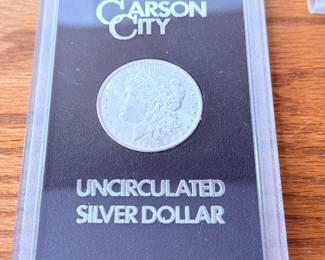 CARSON
CITY
UNCIRCULATED
SILVER DOLLAR